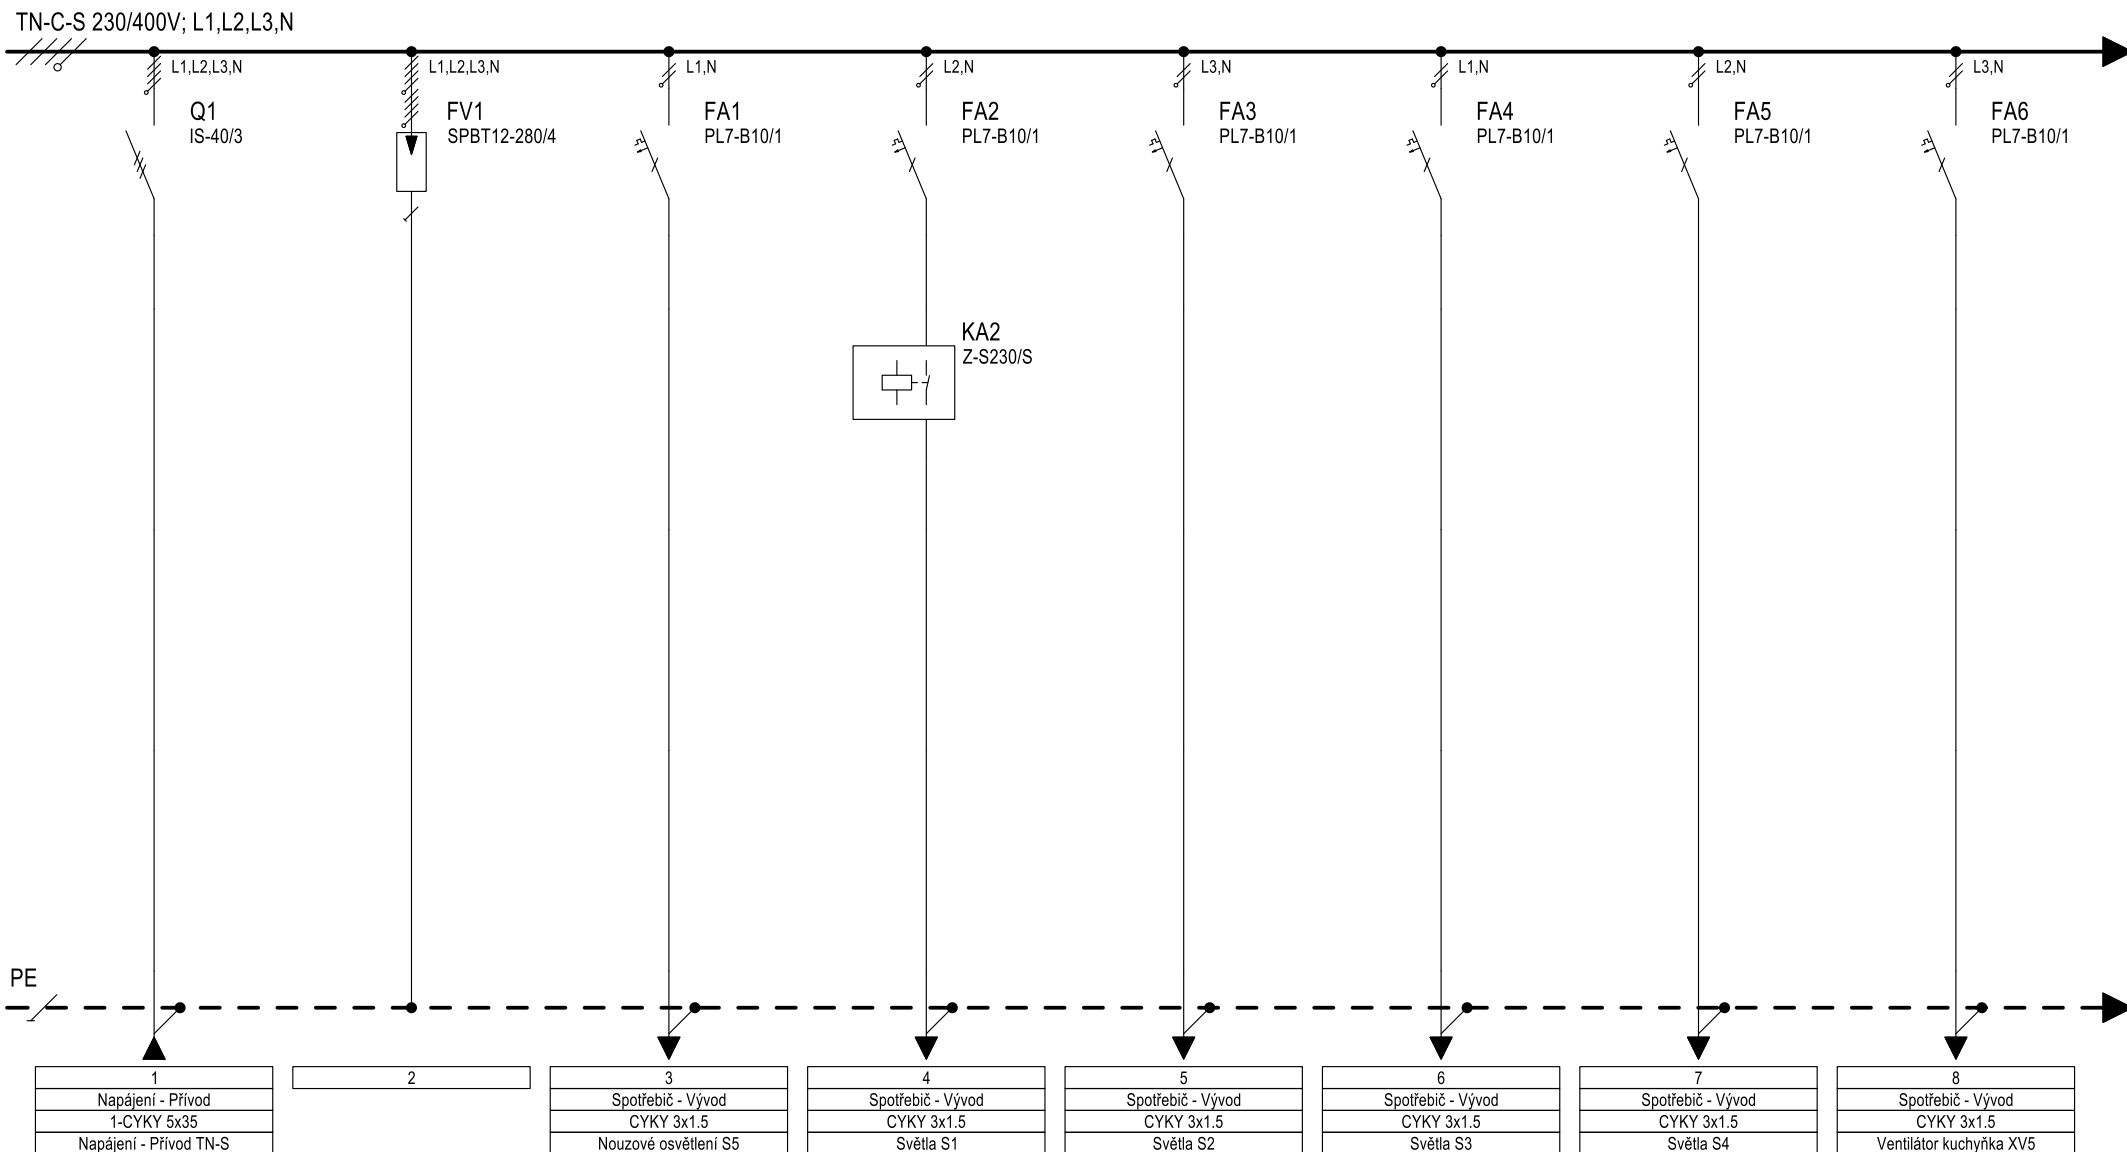 TN-C-S 230/400V; L1,L2,L3,N
L1,L2,L3,N
L1,L2,L3,N
L1,N
L2,N
L3,N
L1,N
L2,N
L3,N
Q1
IS-40/3
FV1
SPBT12-280/4
FA1
PL7-B10/1
FA2
PL7-B10/1
FA3
PL7-B10/1
FA4
PL7-B10/1
FA5
PL7-B10/1
FA6
PL7-B10/1
KA2
Z-S230/S
PE
1
Napájení - Přívod
1-CYKY 5x35
Napájení - Přívod TN-S
2
3
Spotřebič - Vývod
CYKY 3x1.5
Nouzové osvětlení S5
4
Spotřebič - Vývod
CYKY 3x1.5
Světla S1
5
Spotřebič - Vývod
CYKY 3x1.5
Světla S2
6
Spotřebič - Vývod
CYKY 3x1.5
Světla S3
7
Spotřebič - Vývod
CYKY 3x1.5
Světla S4
8
Spotřebič - Vývod
CYKY 3x1.5
Ventilátor kuchyňka XV5